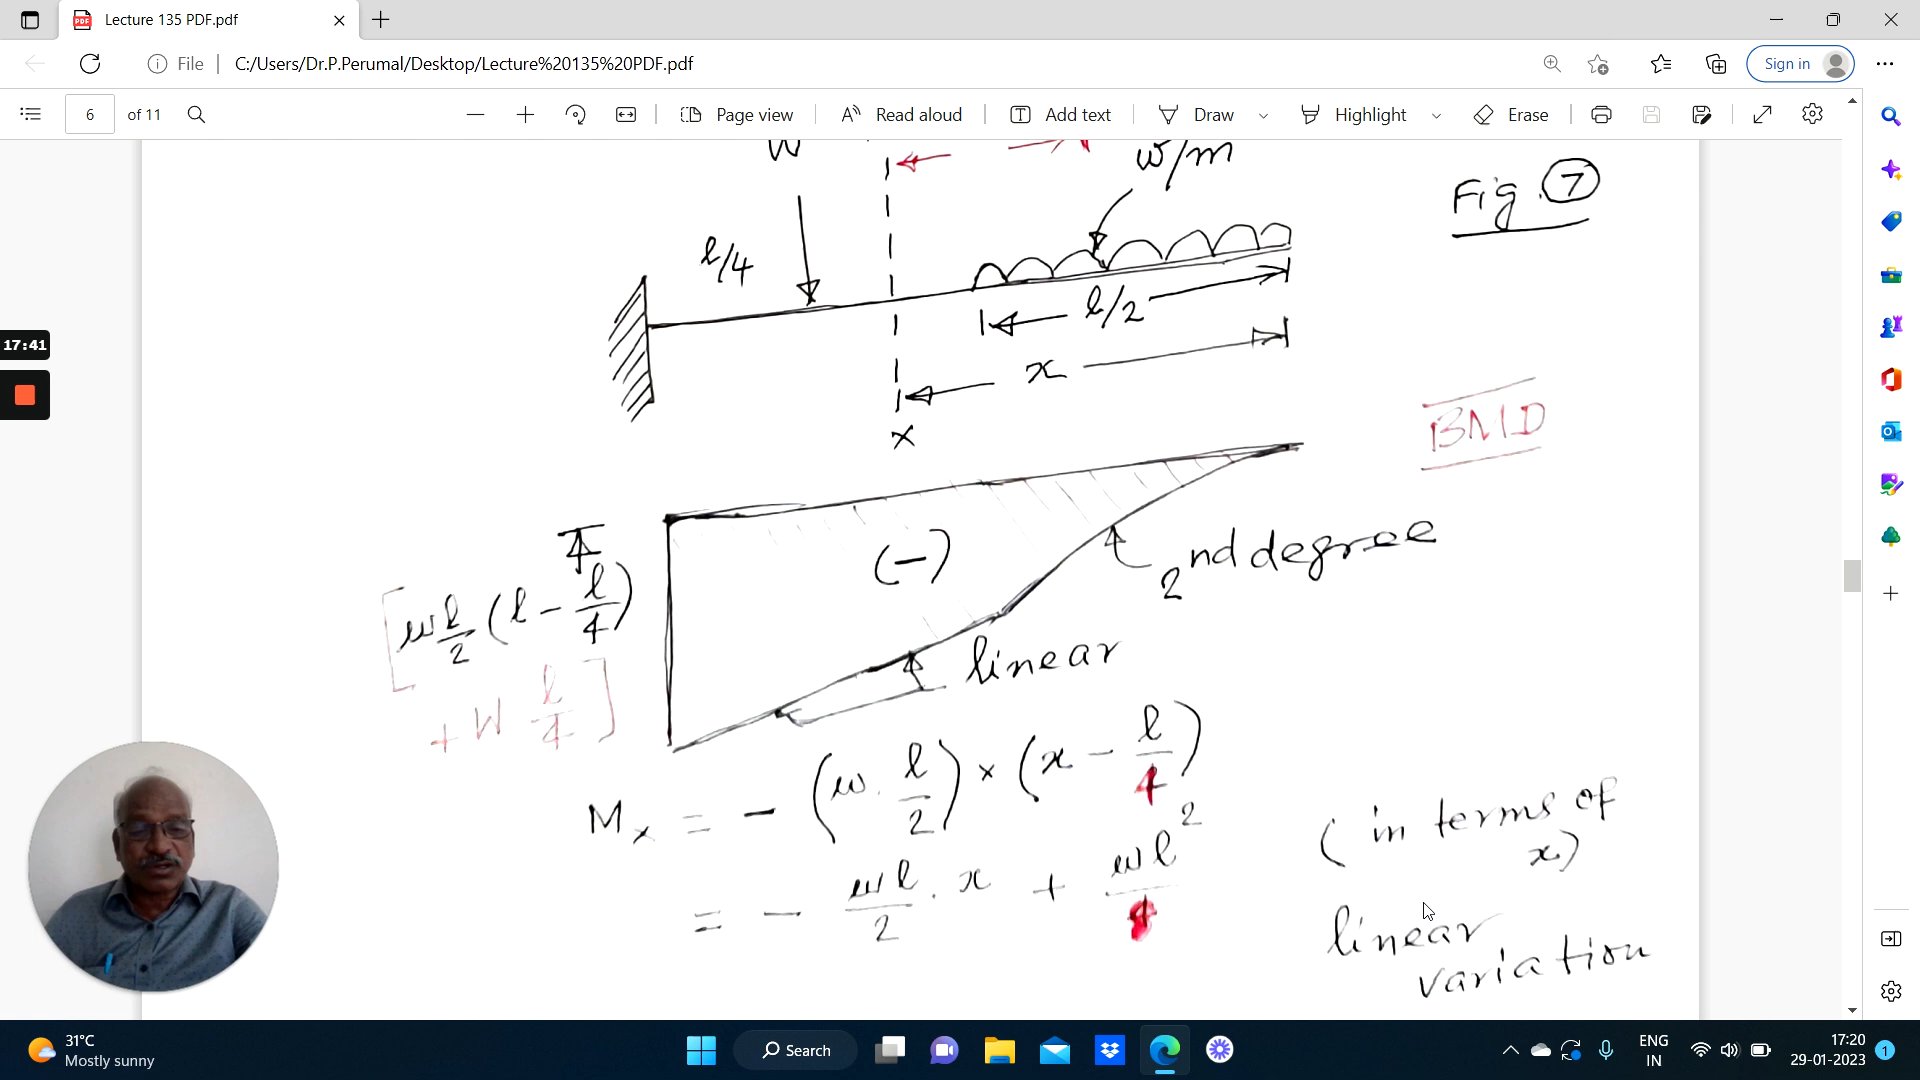 Lecture 135 PDF.pdf
File
C:/Users/Dr.P.Perumal/Desktop/Lecture%20135%20PDF.pdf
Sign in
6 of 11
Page view
Read aloud
Add text
Draw
Highlight
Erase
W
w/m
Fig. 7
l/4
l/2
17:41
x
x
BMD
(-)
2nd degree
[wl/2 (l - l/4)
+ W l/4]
linear
Mx = - (w. l/2) × (x - l/4)
(in terms of
x)
= - wl/2 . x + wl²/8
linear
variation
31°C
Mostly sunny
Search
ENG
IN
17:20
29-01-2023
1